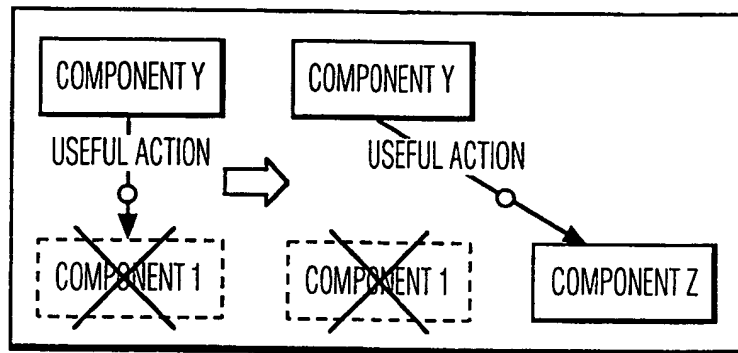 COMPONENT Y
USEFUL ACTION
COMPONENT 1
COMPONENT Y
USEFUL ACTION
COMPONENT 1
COMPONENT Z